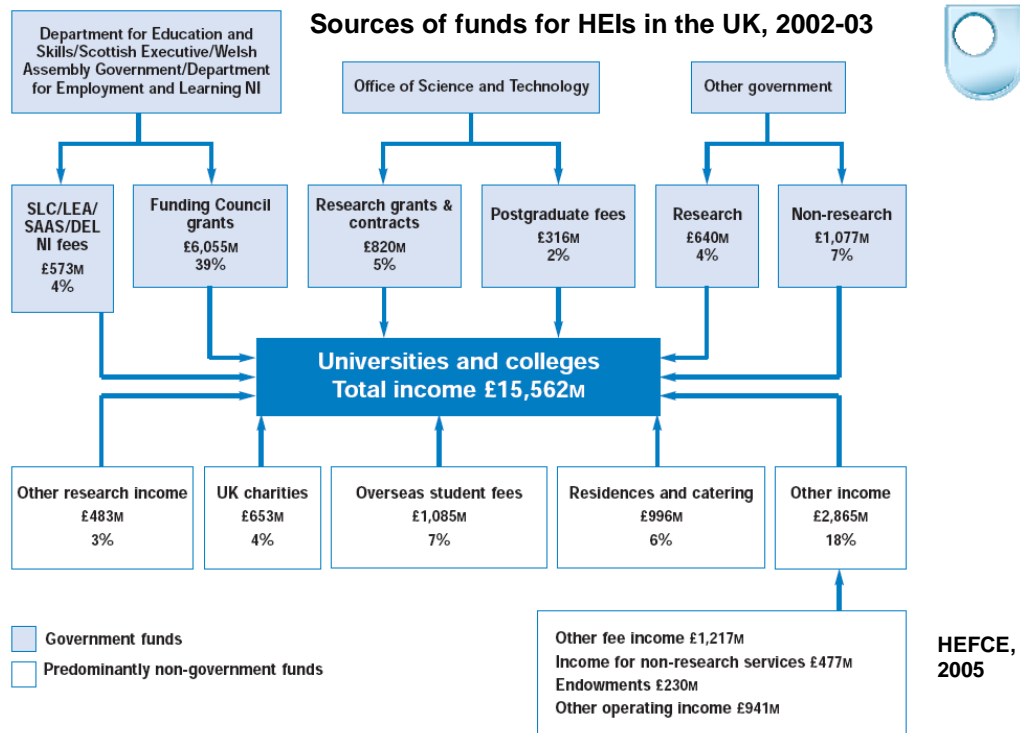 Sources of funds for HEIs in the UK, 2002-03
Department for Education and
Skills/Scottish Executive/Welsh
Assembly Government/Department
for Employment and Learning NI
Office of Science and Technology
Other government
SLC/LEA/
SAAS/DEL
NI fees
£573M
4%
Funding Council
grants
£6,055M
39%
Research grants &
contracts
£820M
5%
Postgraduate fees
£316M
2%
Research
£640M
4%
Non-research
£1,077M
7%
Universities and colleges
Total income £15,562M
Other research income
£483M
3%
UK charities
£653M
4%
Overseas student fees
£1,085M
7%
Residences and catering
£996M
6%
Other income
£2,865M
18%
Other fee income £1,217M
Income for non-research services £477M
Endowments £230M
Other operating income £941M
Government funds
Predominantly non-government funds
HEFCE,
2005